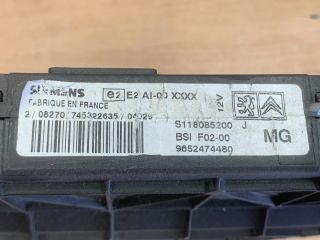 SIEMENS e2 E2 AI-00 XXXX
FABRIQUE EN FRANCE
12V
2/08270/745322635/04029
S118085200 J
BSI F02-00 MG
9652474480